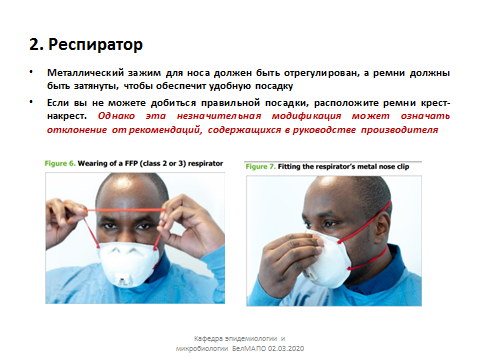 2. Респиратор
• Металлический зажим для носа должен быть отрегулирован, а ремни должны
быть затянуты, чтобы обеспечит удобную посадку
• Если вы не можете добиться правильной посадки, расположите ремни крест-
накрест. Однако эта незначительная модификация может означать
отклонение от рекомендаций, содержащихся в руководстве производителя
Figure 6. Wearing of a FFP (class 2 or 3) respirator
Figure 7. Fitting the respirator's metal nose clip
Кафедра эпидемиологии и
микробиологии БелМАПО 02.03.2020